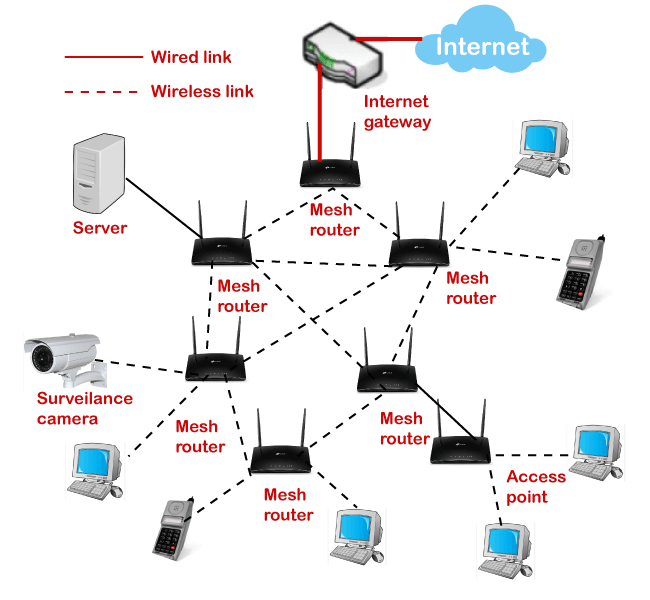 Internet
Wired link
Wireless link
Internet
gateway
Mesh
router
Server
Mesh
router
Mesh
router
Surveilance
camera
Mesh
router
Mesh
router
Mesh
router
Access
point